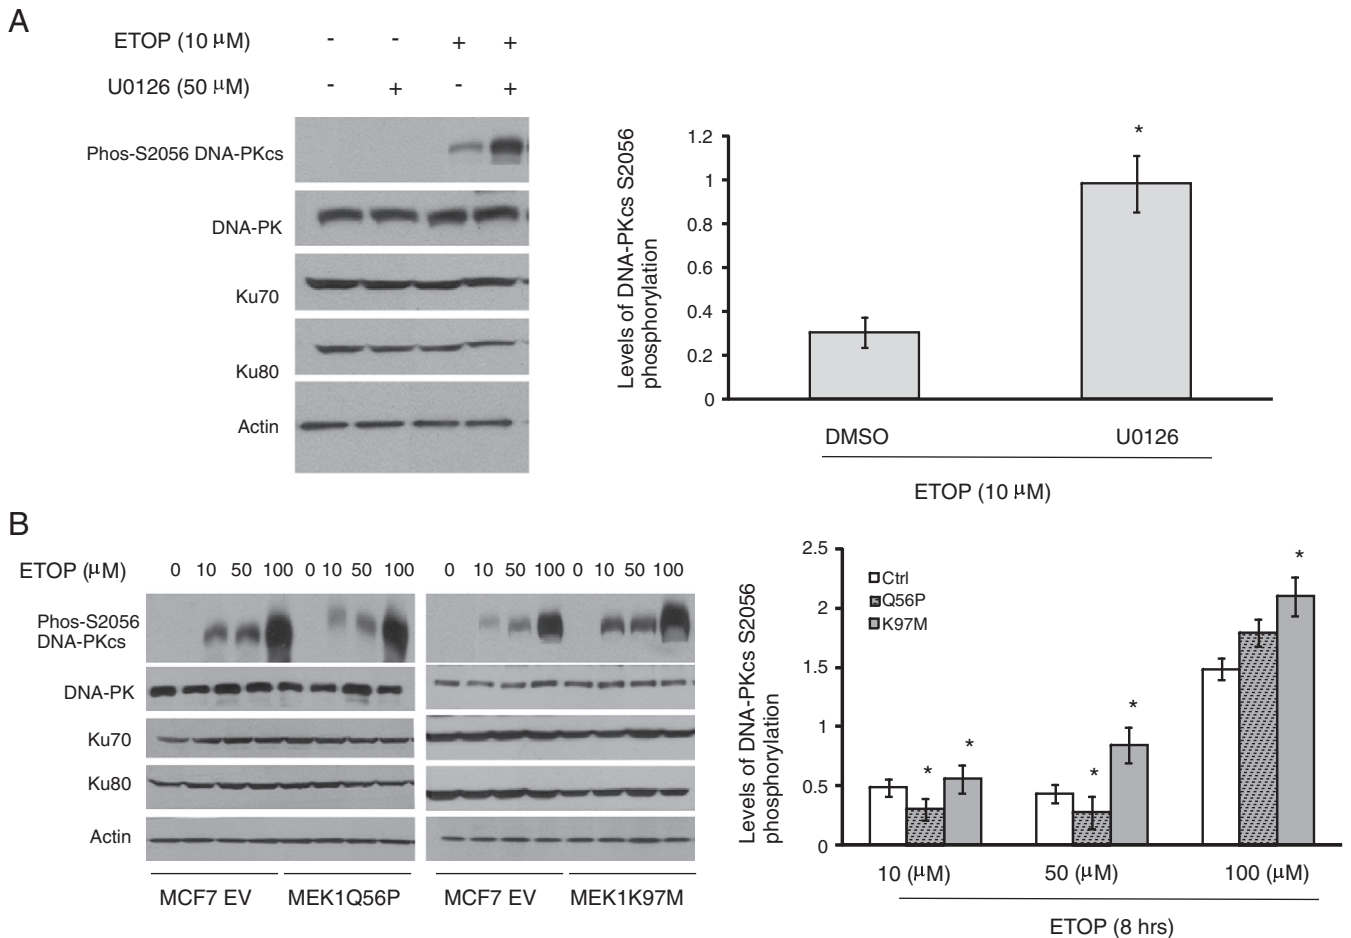 A
ETOP (10 µM) - - + +
U0126 (50 µM) - + - +
Phos-S2056 DNA-PKcs
DNA-PK
Ku70
Ku80
Actin
Levels of DNA-PKcs S2056
phosphorylation
1.2
1
0.8
0.6
0.4
0.2
0
*
DMSO U0126
ETOP (10 µM)
B
ETOP (µM) 0 10 50 100 0 10 50 100 0 10 50 100 0 10 50 100
Phos-S2056
DNA-PKcs
DNA-PK
Ku70
Ku80
Actin
MCF7 EV MEK1Q56P MCF7 EV MEK1K97M
Levels of DNA-PKcs S2056
phosphorylation
2.5
2
1.5
1
0.5
0
Ctrl
Q56P
K97M
* * * * *
10 (µM) 50 (µM) 100 (µM)
ETOP (8 hrs)